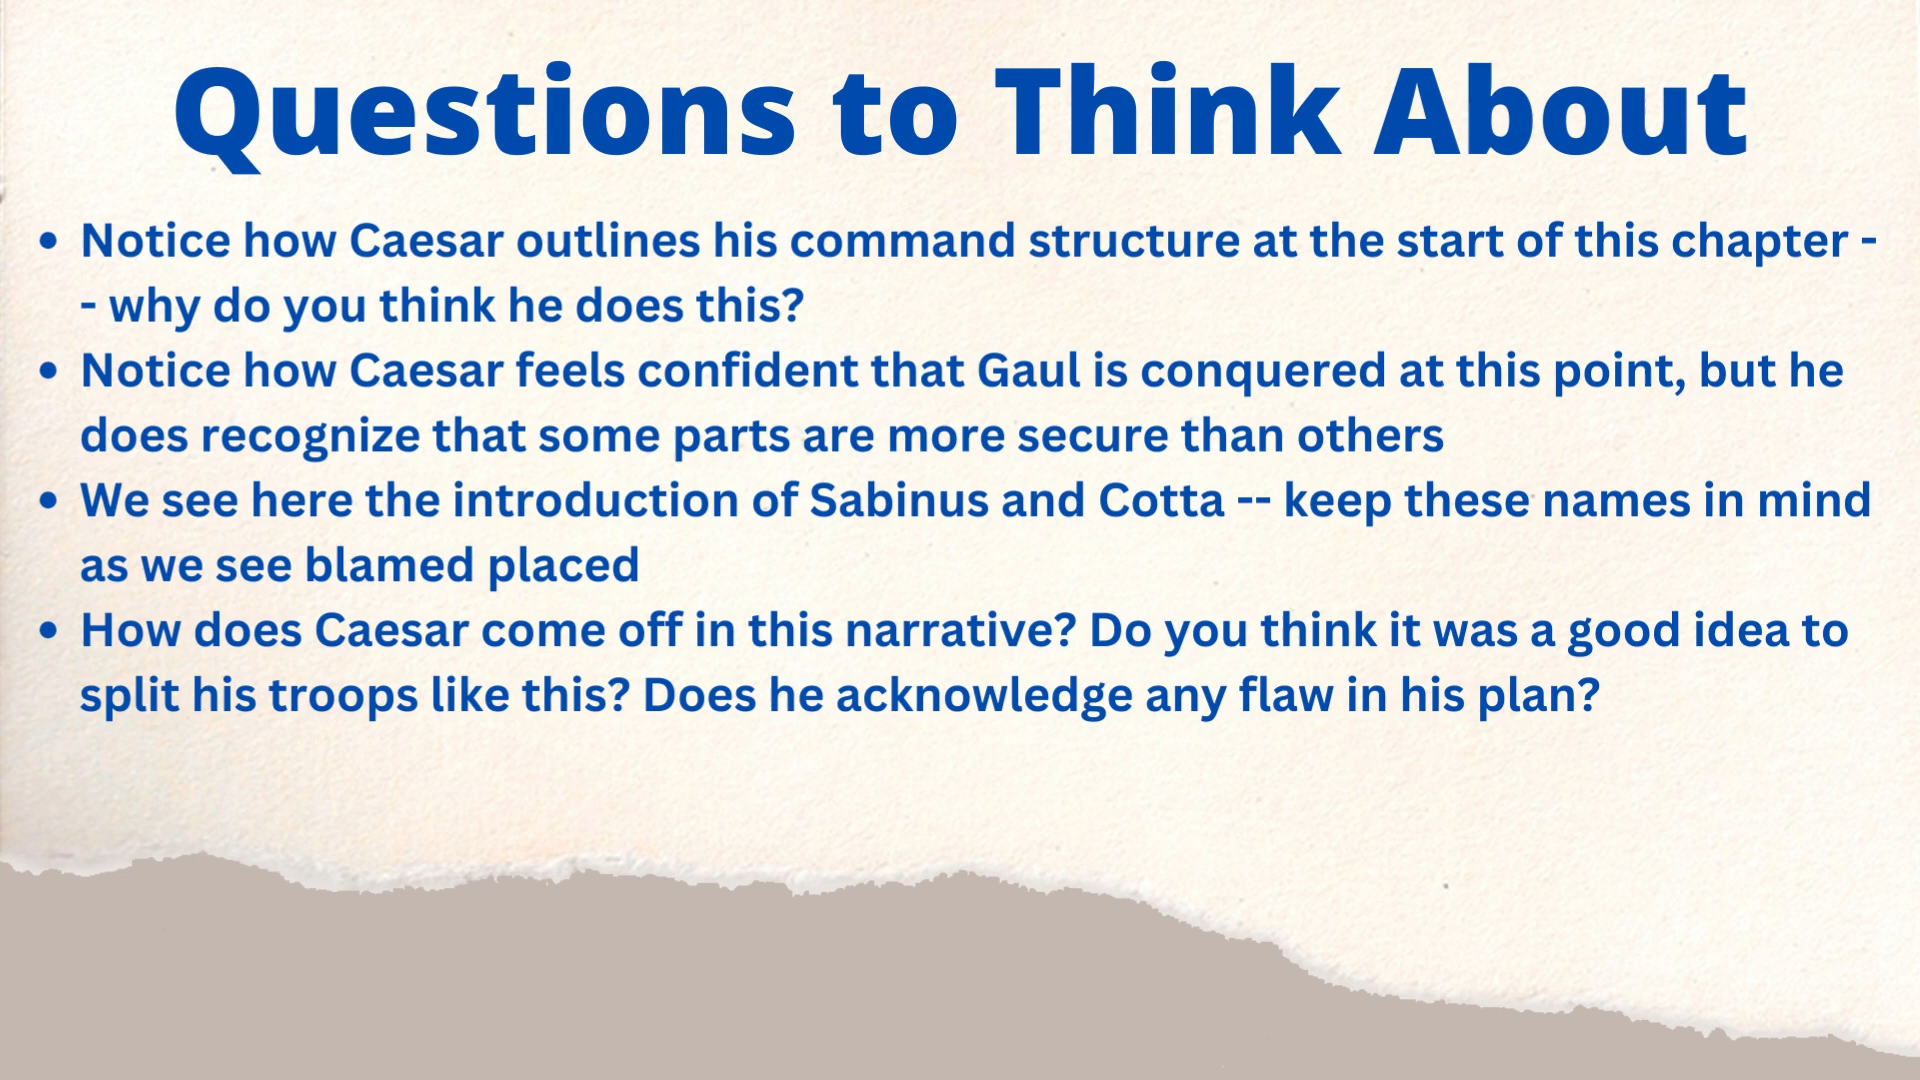 Questions to Think About
• Notice how Caesar outlines his command structure at the start of this chapter -
- why do you think he does this?
• Notice how Caesar feels confident that Gaul is conquered at this point, but he
does recognize that some parts are more secure than others
• We see here the introduction of Sabinus and Cotta -- keep these names in mind
as we see blamed placed
• How does Caesar come off in this narrative? Do you think it was a good idea to
split his troops like this? Does he acknowledge any flaw in his plan?